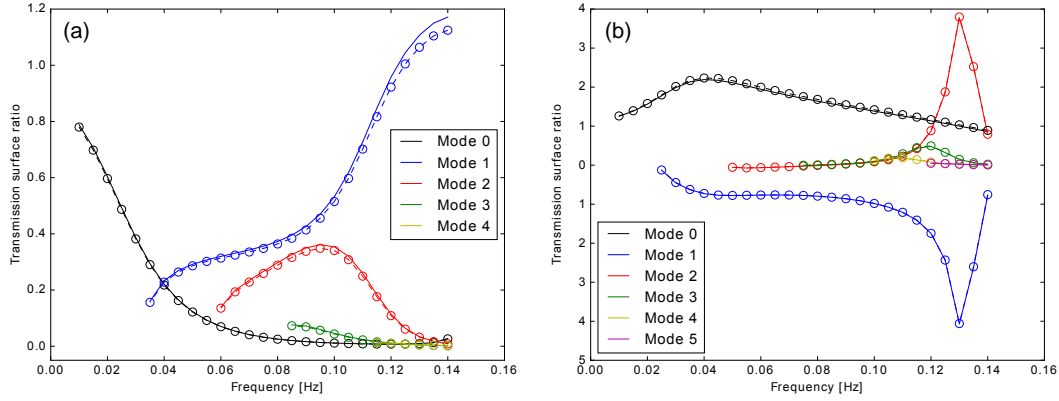 (a)
Transmission surface ratio
1.2
1.0
0.8
0.6
0.4
0.2
0.0
Mode 0
Mode 1
Mode 2
Mode 3
Mode 4
0.00 0.02 0.04 0.06 0.08 0.10 0.12 0.14 0.16
Frequency [Hz]
(b)
Transmission surface ratio
4
3
2
1
0
1
2
3
4
5
Mode 0
Mode 1
Mode 2
Mode 3
Mode 4
Mode 5
0.00 0.02 0.04 0.06 0.08 0.10 0.12 0.14 0.16
Frequency [Hz]